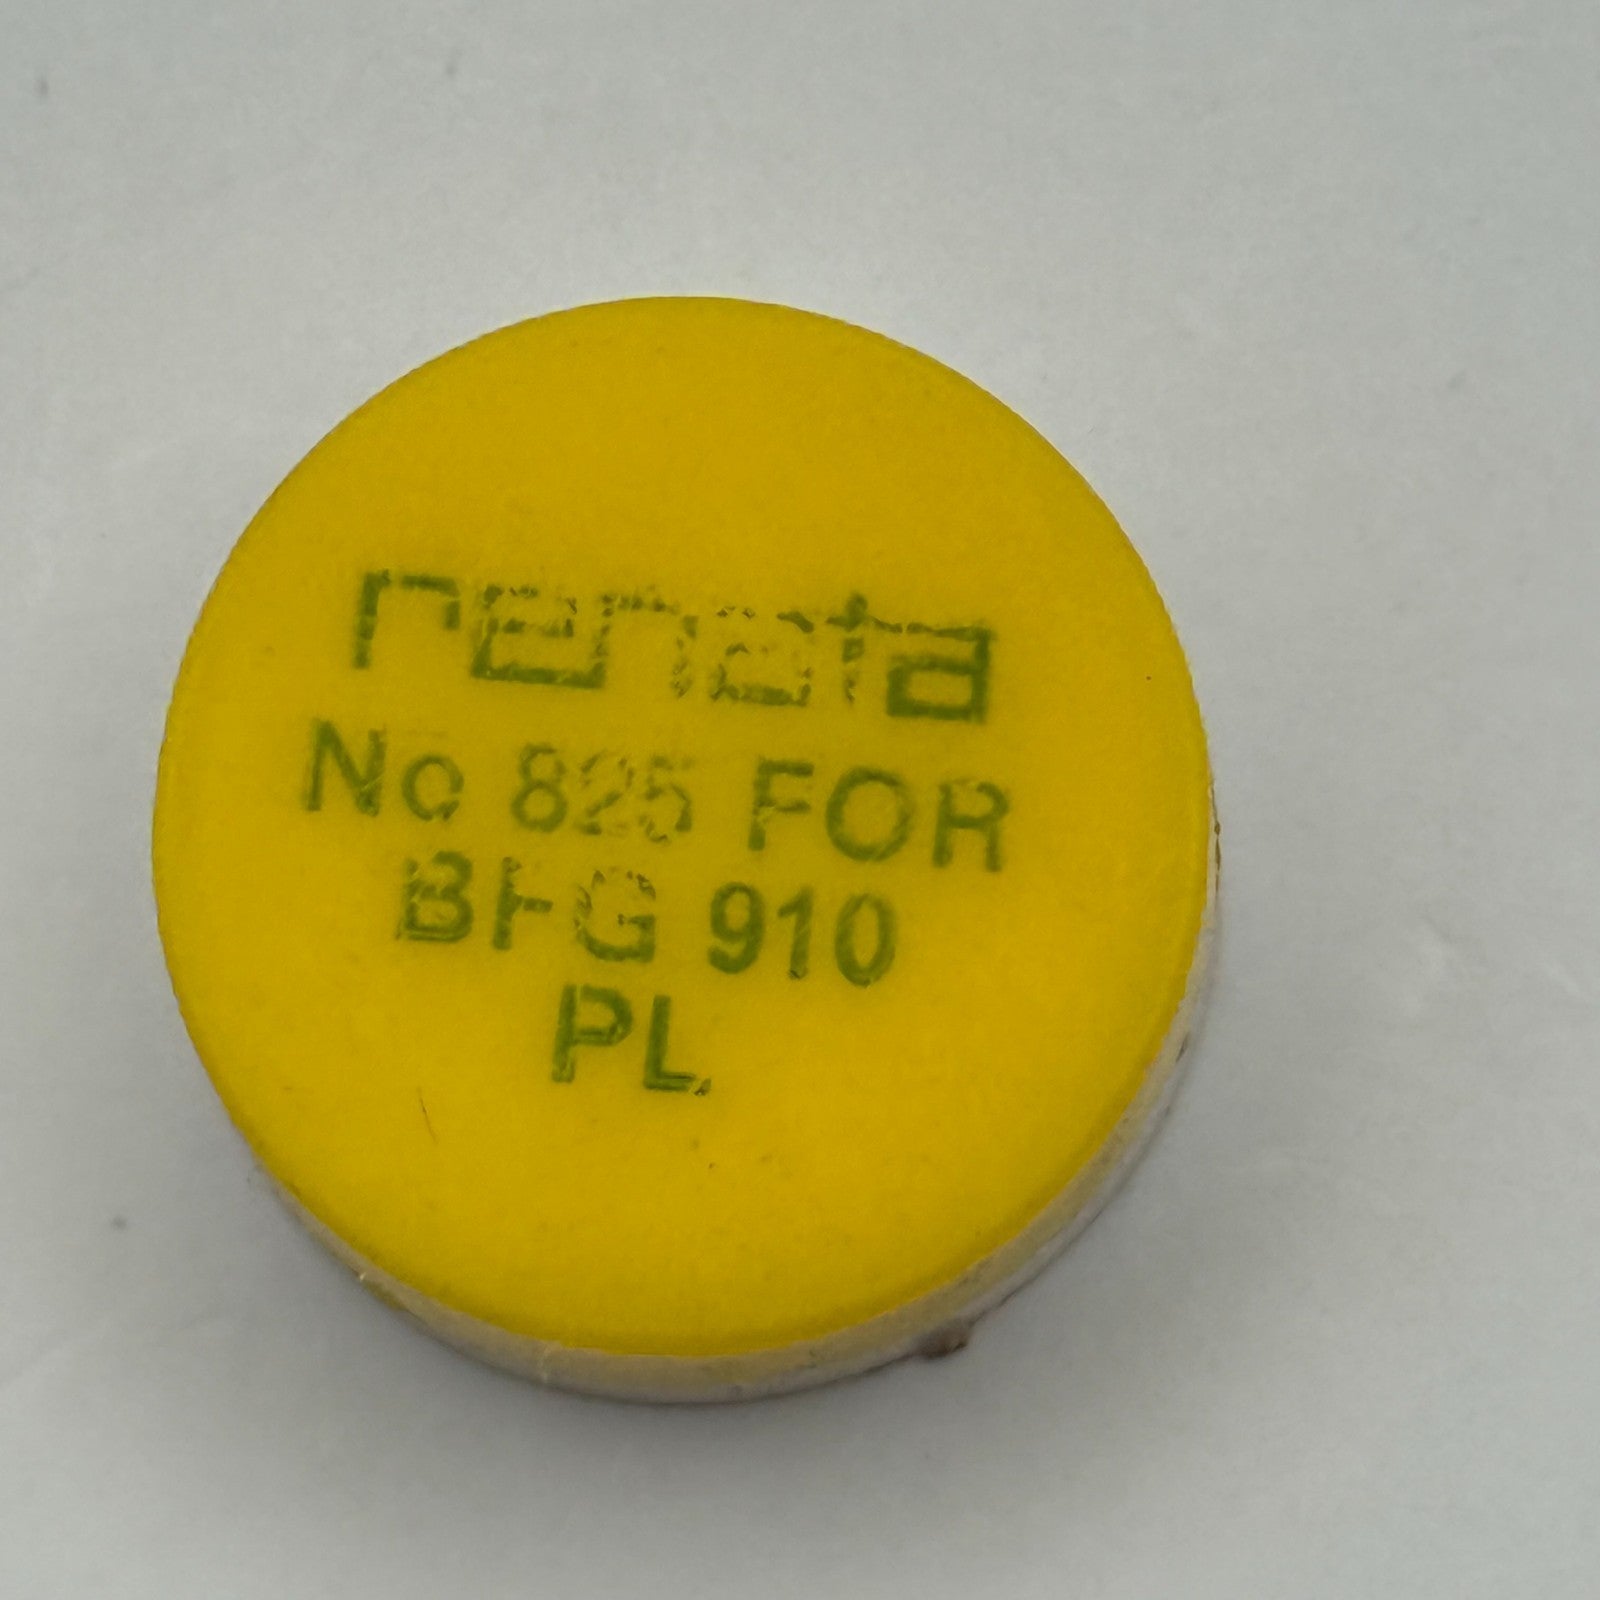 renata
No 825 FOR
BFG 910
PL.